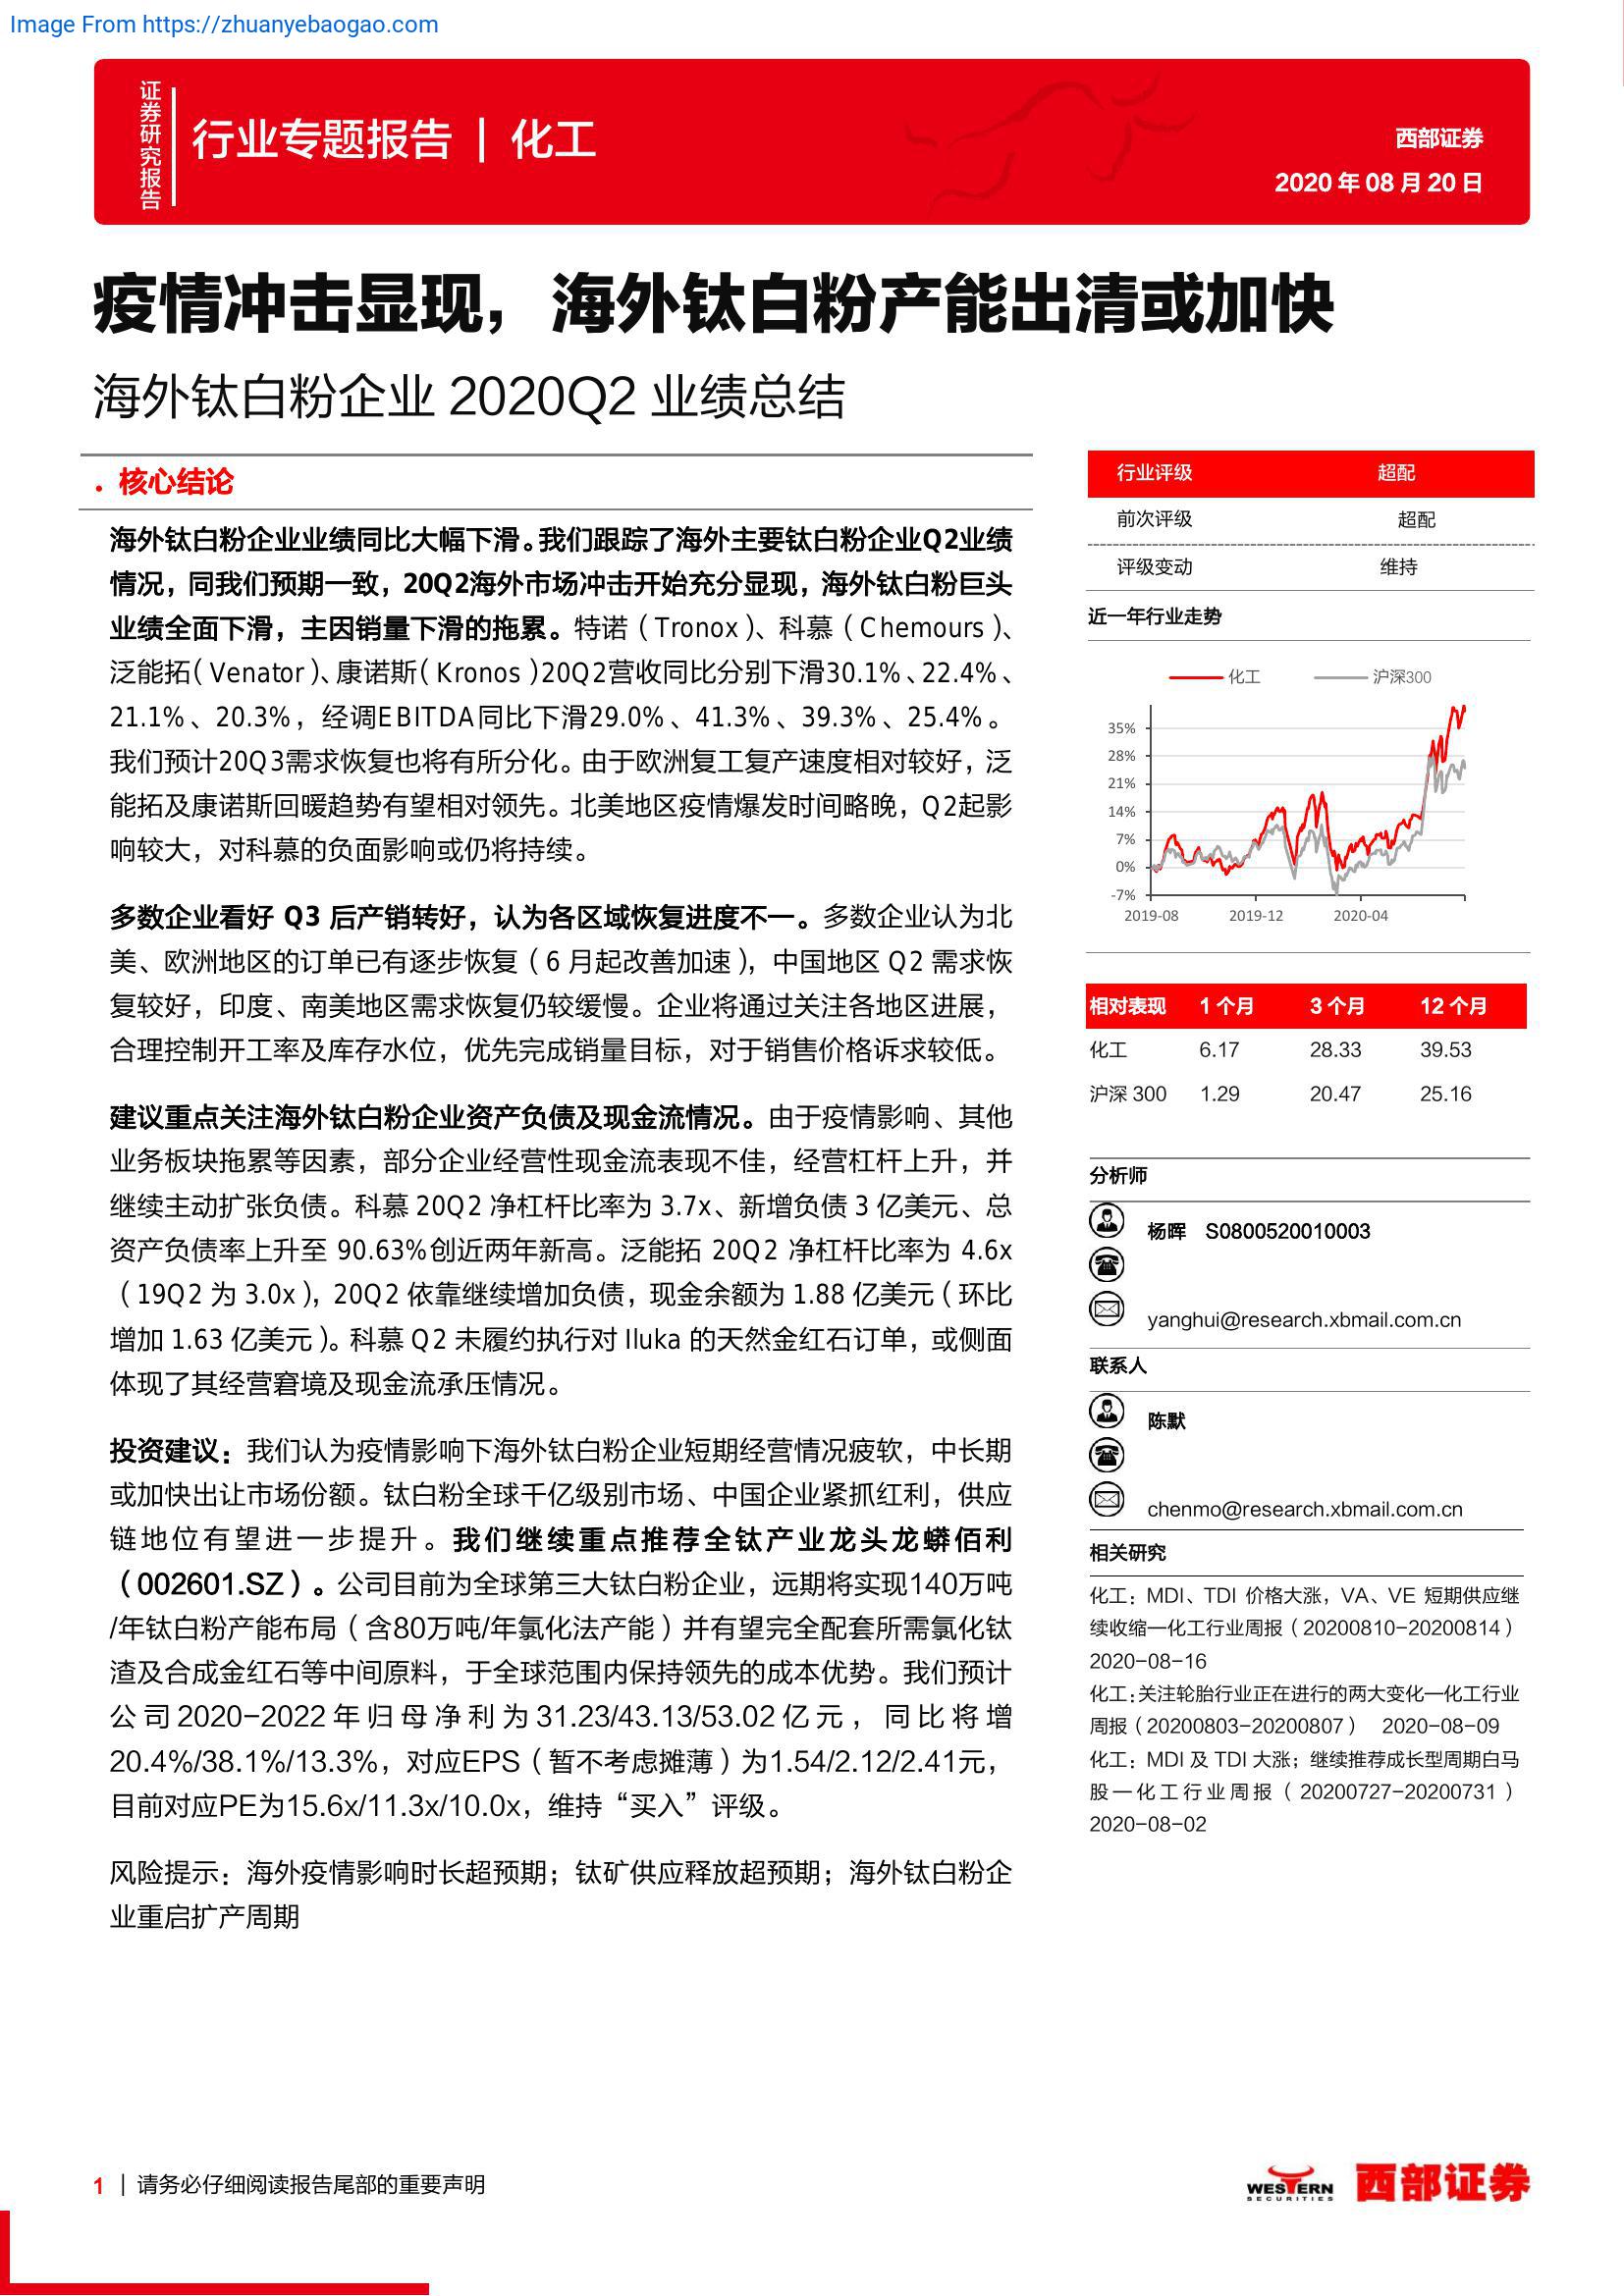 Image From https://zhuanyebaogao.com
证券研究报告
行业专题报告 | 化工
西部证券
2020 年 08 月 20 日
疫情冲击显现，海外钛白粉产能出清或加快
海外钛白粉企业 2020Q2 业绩总结
• 核心结论
海外钛白粉企业业绩同比大幅下滑。我们跟踪了海外主要钛白粉企业Q2业绩
情况，同我们预期一致，20Q2海外市场冲击开始充分显现，海外钛白粉巨头
业绩全面下滑，主因销量下滑的拖累。特诺（Tronox）、科慕（Chemours）、
泛能拓（Venator）、康诺斯（Kronos）20Q2营收同比分别下滑30.1%、22.4%、
21.1%、20.3%，经调EBITDA同比下滑29.0%、41.3%、39.3%、25.4%。
我们预计20Q3需求恢复也将有所分化。由于欧洲复工复产速度相对较好，泛
能拓及康诺斯回暖趋势有望相对领先。北美地区疫情爆发时间略晚，Q2起影
响较大，对科慕的负面影响或仍将持续。
多数企业看好 Q3 后产销转好，认为各区域恢复进度不一。多数企业认为北
美、欧洲地区的订单已有逐步恢复（6 月起改善加速），中国地区 Q2 需求恢
复较好，印度、南美地区需求恢复仍较缓慢。企业将通过关注各地区进展，
合理控制开工率及库存水位，优先完成销量目标，对于销售价格诉求较低。
建议重点关注海外钛白粉企业资产负债及现金流情况。由于疫情影响、其他
业务板块拖累等因素，部分企业经营性现金流表现不佳，经营杠杆上升，并
继续主动扩张负债。科慕 20Q2 净杠杆比率为 3.7x、新增负债 3 亿美元、总
资产负债率上升至 90.63%创近两年新高。泛能拓 20Q2 净杠杆比率为 4.6x
（19Q2 为 3.0x），20Q2 依靠继续增加负债，现金余额为 1.88 亿美元（环比
增加 1.63 亿美元）。科慕 Q2 未履约执行对 Iluka 的天然金红石订单，或侧面
体现了其经营窘境及现金流承压情况。
投资建议：我们认为疫情影响下海外钛白粉企业短期经营情况疲软，中长期
或加快出让市场份额。钛白粉全球千亿级别市场、中国企业紧抓红利，供应
链地位有望进一步提升。我们继续重点推荐全钛产业龙头龙蟒佰利
（002601.SZ）。公司目前为全球第三大钛白粉企业，远期将实现140万吨
/年钛白粉产能布局（含80万吨/年氯化法产能）并有望完全配套所需氯化钛
渣及合成金红石等中间原料，于全球范围内保持领先的成本优势。我们预计
公司2020-2022年归母净利为31.23/43.13/53.02亿元，同比将增
20.4%/38.1%/13.3%，对应EPS（暂不考虑摊薄）为1.54/2.12/2.41元，
目前对应PE为15.6x/11.3x/10.0x，维持“买入”评级。
风险提示：海外疫情影响时长超预期；钛矿供应释放超预期；海外钛白粉企
业重启扩产周期
行业评级 超配
前次评级 超配
评级变动 维持
近一年行业走势
化工 沪深300
35%
28%
21%
14%
7%
0%
-7%
2019-08 2019-12 2020-04
相对表现 1 个月 3 个月 12 个月
化工 6.17 28.33 39.53
沪深 300 1.29 20.47 25.16
分析师
杨晖 S0800520010003
yanghui@research.xbmail.com.cn
联系人
陈默
chenmo@research.xbmail.com.cn
相关研究
化工：MDI、TDI 价格大涨，VA、VE 短期供应继
续收缩—化工行业周报（20200810-20200814）
2020-08-16
化工：关注轮胎行业正在进行的两大变化—化工行业
周报（20200803-20200807） 2020-08-09
化工：MDI 及 TDI 大涨；继续推荐成长型周期白马
股—化工行业周报（20200727-20200731）
2020-08-02
1 | 请务必仔细阅读报告尾部的重要声明
WESTERN
SECURITIES
西部证券